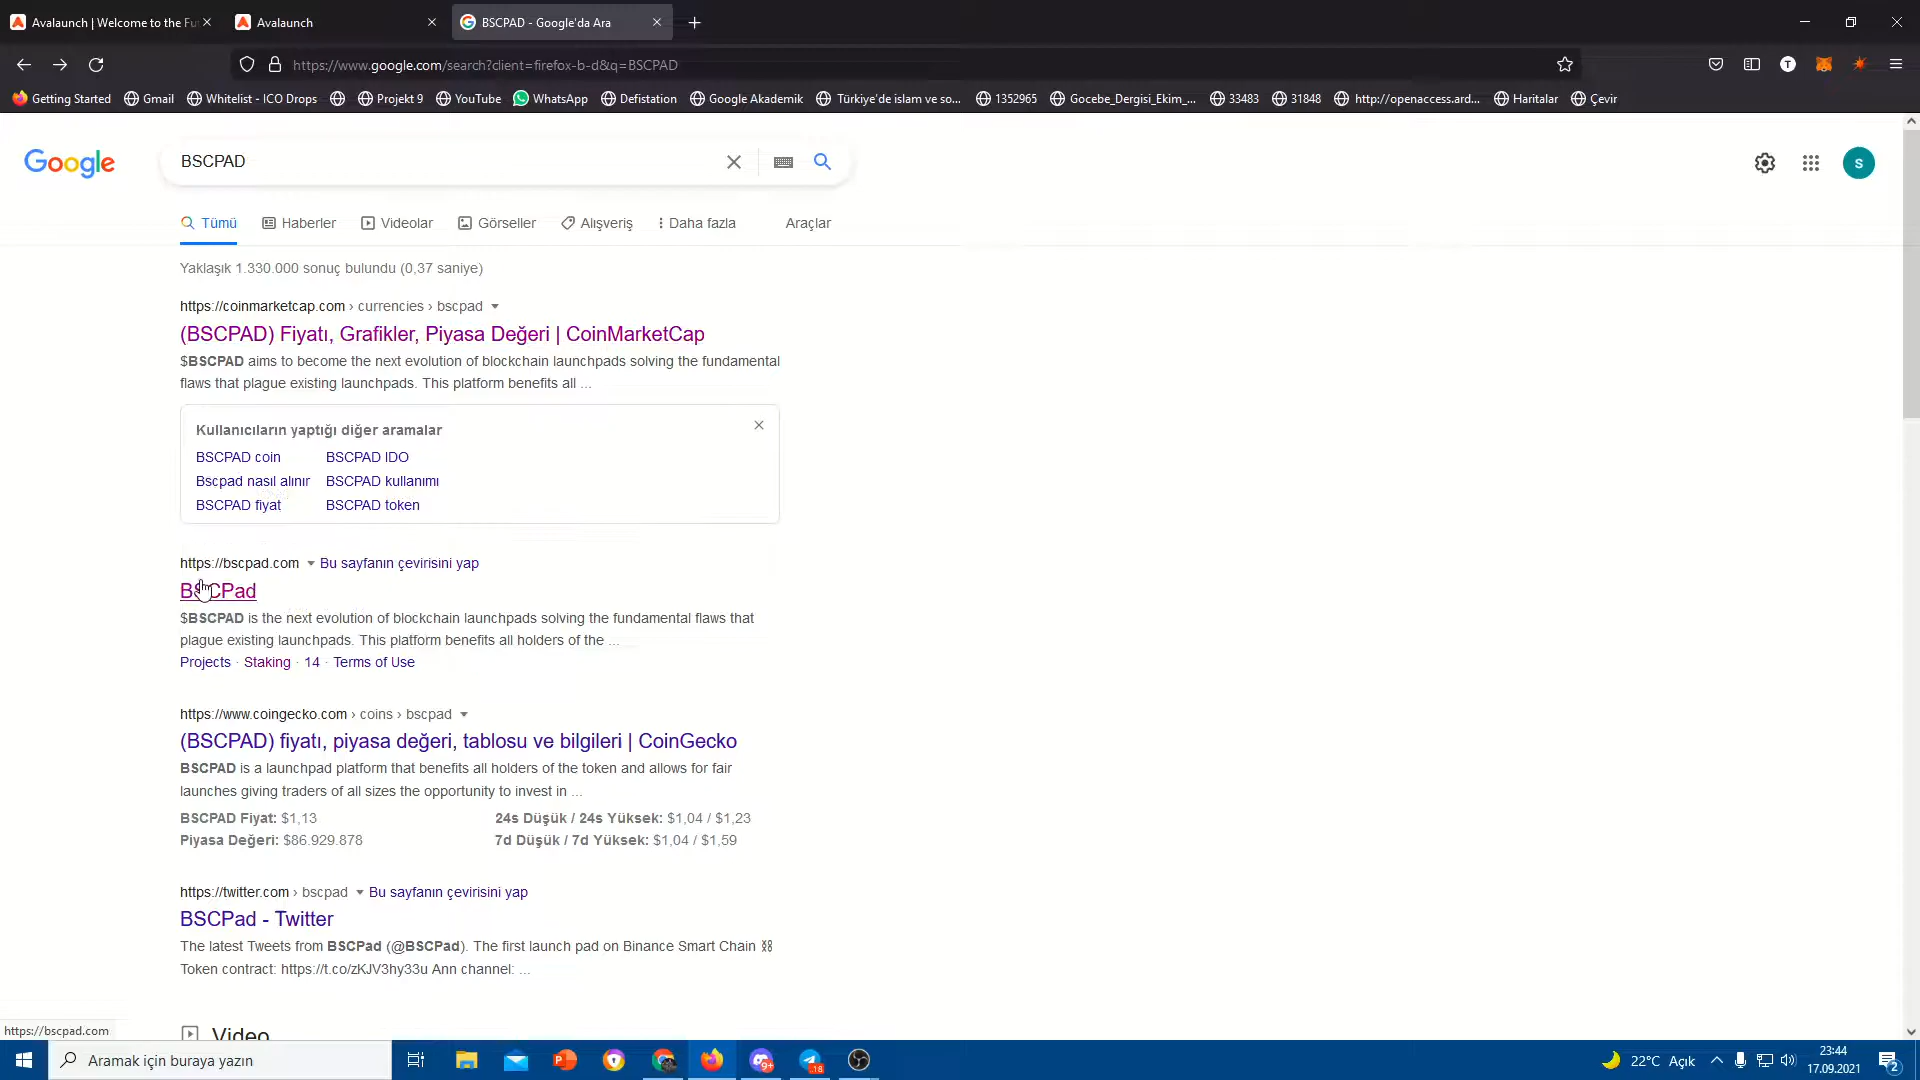 Avalaunch | Welcome to the Fu
Avalaunch
BSCPAD - Google'da Ara
https://www.google.com/search?client=firefox-b-d&q=BSCPAD
T
Getting Started
Gmail
Whitelist - ICO Drops
Projekt 9
YouTube
WhatsApp
Defistation
Google Akademik
Türkiye'de islam ve so...
1352965
Gocebe_Dergisi_Ekim_...
33483
31848
http://openaccess.ard...
Haritalar
Çevir
Google
BSCPAD
S
Tümü
Haberler
Videolar
Görseller
Alışveriş
Daha fazla
Araçlar
Yaklaşık 1.330.000 sonuç bulundu (0,37 saniye)
https://coinmarketcap.com › currencies › bscpad
(BSCPAD) Fiyatı, Grafikler, Piyasa Değeri | CoinMarketCap
$BSCPAD aims to become the next evolution of blockchain launchpads solving the fundamental
flaws that plague existing launchpads. This platform benefits all ...
Kullanıcıların yaptığı diğer aramalar
BSCPAD coin BSCPAD IDO
Bscpad nasıl alınır BSCPAD kullanımı
BSCPAD fiyat BSCPAD token
https://bscpad.com Bu sayfanın çevirisini yap
BSCPad
$BSCPAD is the next evolution of blockchain launchpads solving the fundamental flaws that
plague existing launchpads. This platform benefits all holders of the ...
Projects · Staking · 14 · Terms of Use
https://www.coingecko.com › coins › bscpad
(BSCPAD) fiyatı, piyasa değeri, tablosu ve bilgileri | CoinGecko
BSCPAD is a launchpad platform that benefits all holders of the token and allows for fair
launches giving traders of all sizes the opportunity to invest in ...
BSCPAD Fiyat: $1,13 24s Düşük / 24s Yüksek: $1,04 / $1,23
Piyasa Değeri: $86.929.878 7d Düşük / 7d Yüksek: $1,04 / $1,59
https://twitter.com › bscpad Bu sayfanın çevirisini yap
BSCPad - Twitter
The latest Tweets from BSCPad (@BSCPad). The first launch pad on Binance Smart Chain ⛓
Token contract: https://t.co/zKJV3hy33u Ann channel: ...
Video
https://bscpad.com
Aramak için buraya yazın
9+
18
22°C Açık
23:44
17.09.2021
2